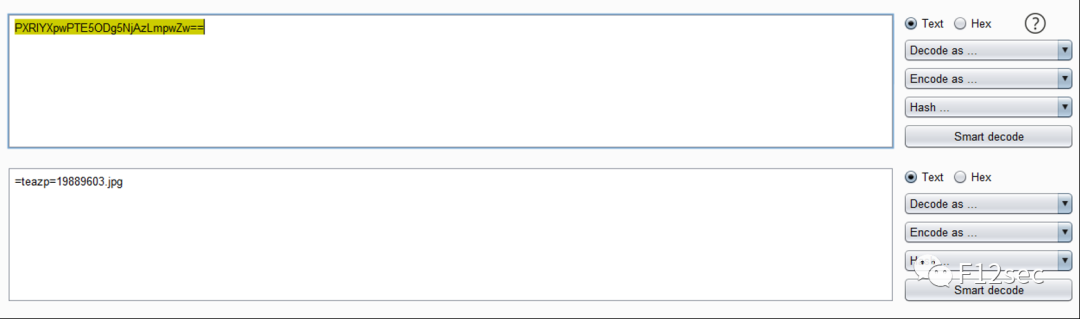 PXRlYXpwPTE5ODg5NjAzLmpwZw==
Text
Hex
?
Decode as ...
Encode as ...
Hash ...
Smart decode
=teazp=19889603.jpg
Text
Hex
Decode as ...
Encode as ...
F12sec
Smart decode